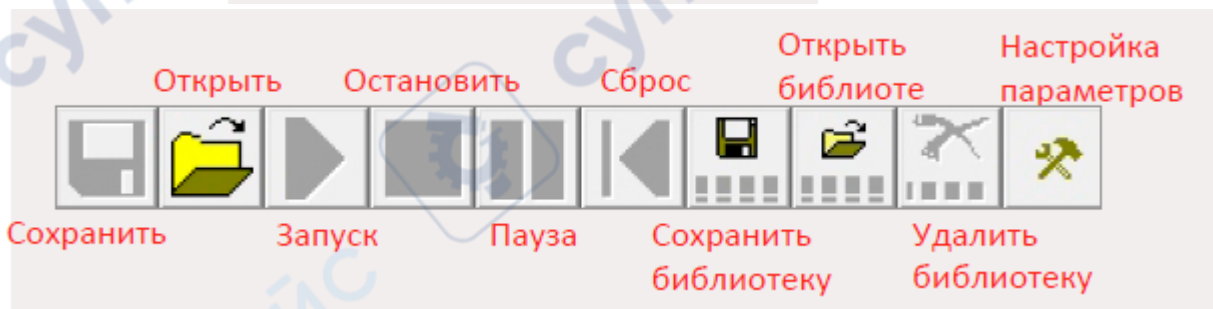 Открыть
Остановить
Сброс
Открыть
библиоте
Настройка
параметров
Сохранить
Запуск
Пауза
Сохранить
библиотеку
Удалить
библиотеку